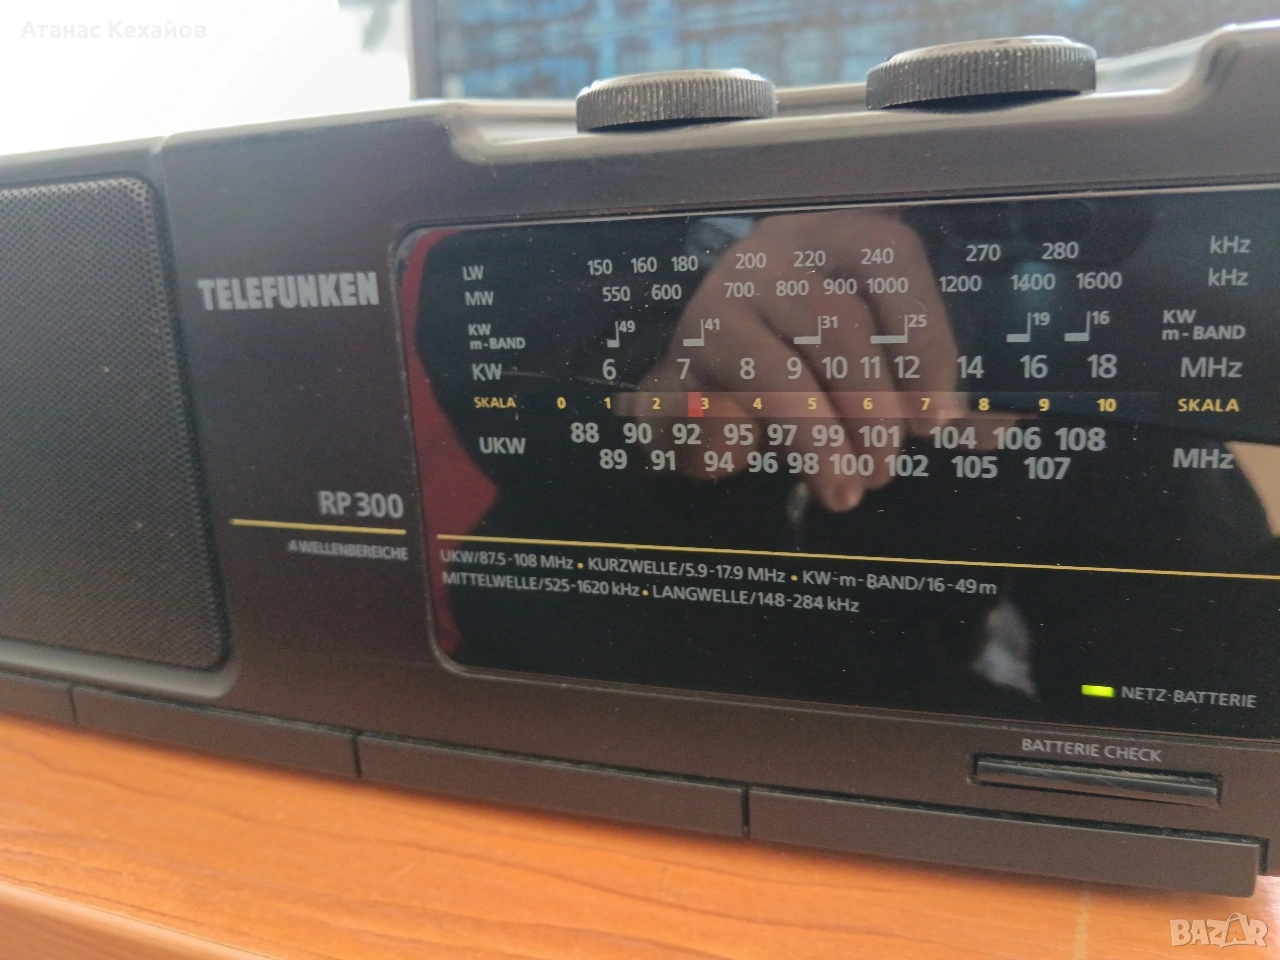 Атанас Кехайов
TELEFUNKEN
LW 150 160 180 200 220 240 270 280 kHz
MW 550 600 700 800 900 1000 1200 1400 1600 kHz
KW m-BAND 49 41 31 25 19 16 KW m-BAND
KW 6 7 8 9 10 11 12 14 16 18 MHz
SKALA 0 1 2 3 4 5 6 7 8 9 10 SKALA
UKW 88 90 92 95 97 99 101 104 106 108
89 91 94 96 98 100 102 105 107 MHz
RP 300
4 WELLENBEREICHE
UKW/87.5-108 MHz • KURZWELLE/5.9-17.9 MHz • KW-m-BAND/16-49m
MITTELWELLE/525-1620 kHz • LANGWELLE/148-284 kHz
NETZ-BATTERIE
BATTERIE CHECK
BAZAR